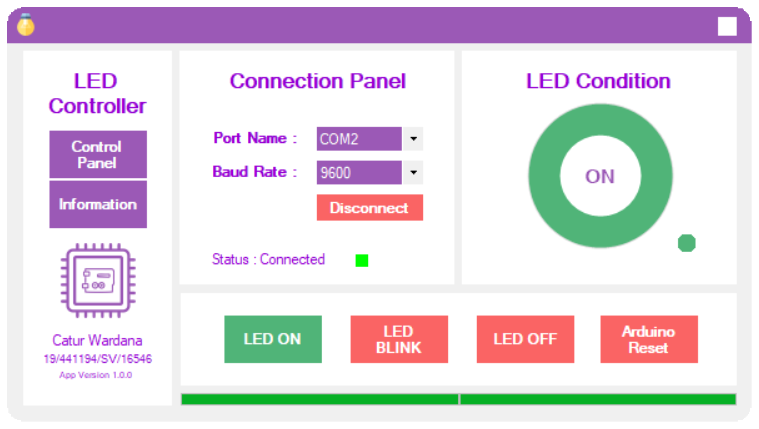 LED
Controller
Control
Panel
Information
Catur Wardana
19/441194/SV/16546
App Version 1.0.0
Connection Panel
Port Name : COM2
Baud Rate : 9600
Disconnect
Status : Connected
LED Condition
ON
LED ON
LED
BLINK
LED OFF
Arduino
Reset